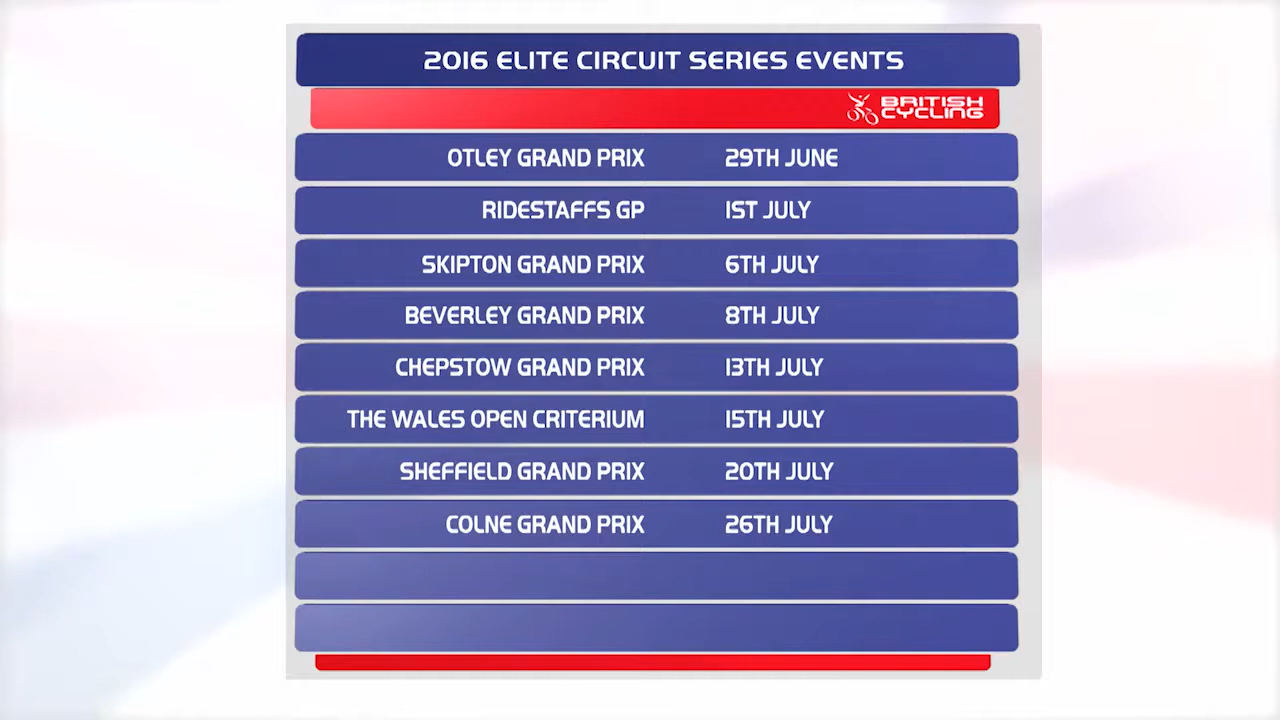 2016 ELITE CIRCUIT SERIES EVENTS
BRITISH
CYCLING
OTLEY GRAND PRIX 29TH JUNE
RIDESTAFFS GP 1ST JULY
SKIPTON GRAND PRIX 6TH JULY
BEVERLEY GRAND PRIX 8TH JULY
CHEPSTOW GRAND PRIX 13TH JULY
THE WALES OPEN CRITERIUM 15TH JULY
SHEFFIELD GRAND PRIX 20TH JULY
COLNE GRAND PRIX 26TH JULY